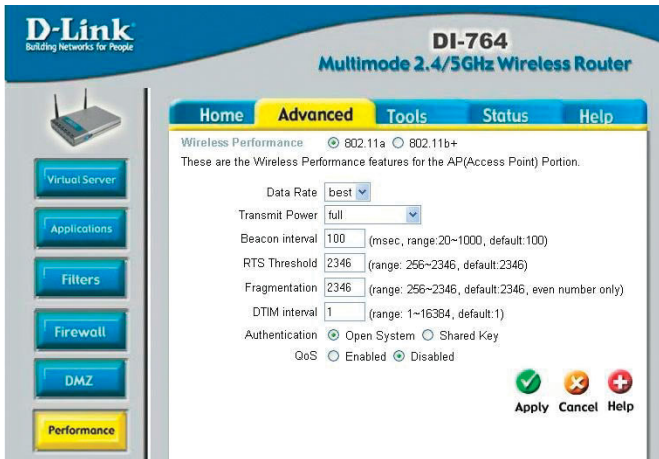 D-Link
Building Networks for People
DI-764
Multimode 2.4/5GHz Wireless Router
Home Advanced Tools Status Help
Virtual Server
Applications
Filters
Firewall
DMZ
Performance
Wireless Performance 802.11a 802.11b+
These are the Wireless Performance features for the AP(Access Point) Portion.
Data Rate best
Transmit Power full
Beacon interval 100 (msec, range:20~1000, default:100)
RTS Threshold 2346 (range: 256~2346, default:2346)
Fragmentation 2346 (range: 256~2346, default:2346, even number only)
DTIM interval 1 (range: 1~16384, default:1)
Authentication Open System Shared Key
QoS Enabled Disabled
Apply Cancel Help